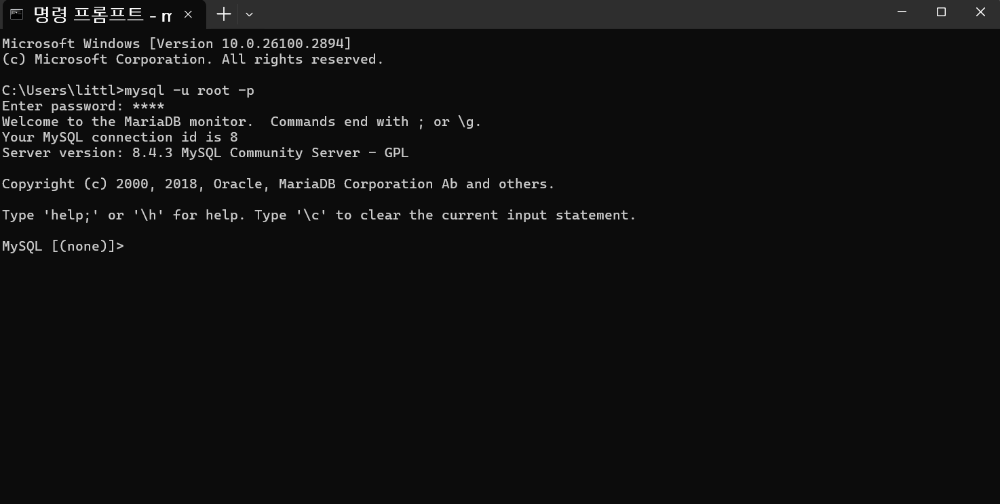 명령 프롬프트 - m
Microsoft Windows [Version 10.0.26100.2894]
(c) Microsoft Corporation. All rights reserved.
C:\Users\littl>mysql -u root -p
Enter password: ****
Welcome to the MariaDB monitor.  Commands end with ; or \g.
Your MySQL connection id is 8
Server version: 8.4.3 MySQL Community Server - GPL
Copyright (c) 2000, 2018, Oracle, MariaDB Corporation Ab and others.
Type 'help;' or '\h' for help. Type '\c' to clear the current input statement.
MySQL [(none)]>